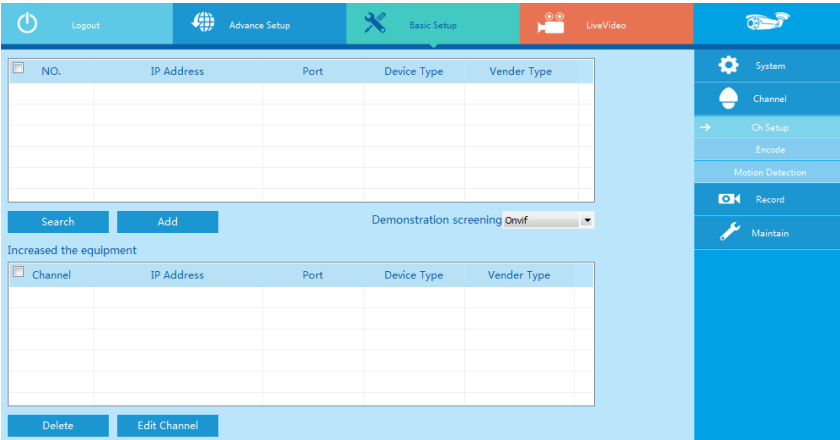 Logout
Advance Setup
Basic Setup
LiveVideo
NO. IP Address Port Device Type Vender Type
System
Channel
Ch Setup
Encode
Motion Detection
Record
Maintain
Search Add Demonstration screening Onvif
Increased the equipment
Channel IP Address Port Device Type Vender Type
Delete Edit Channel